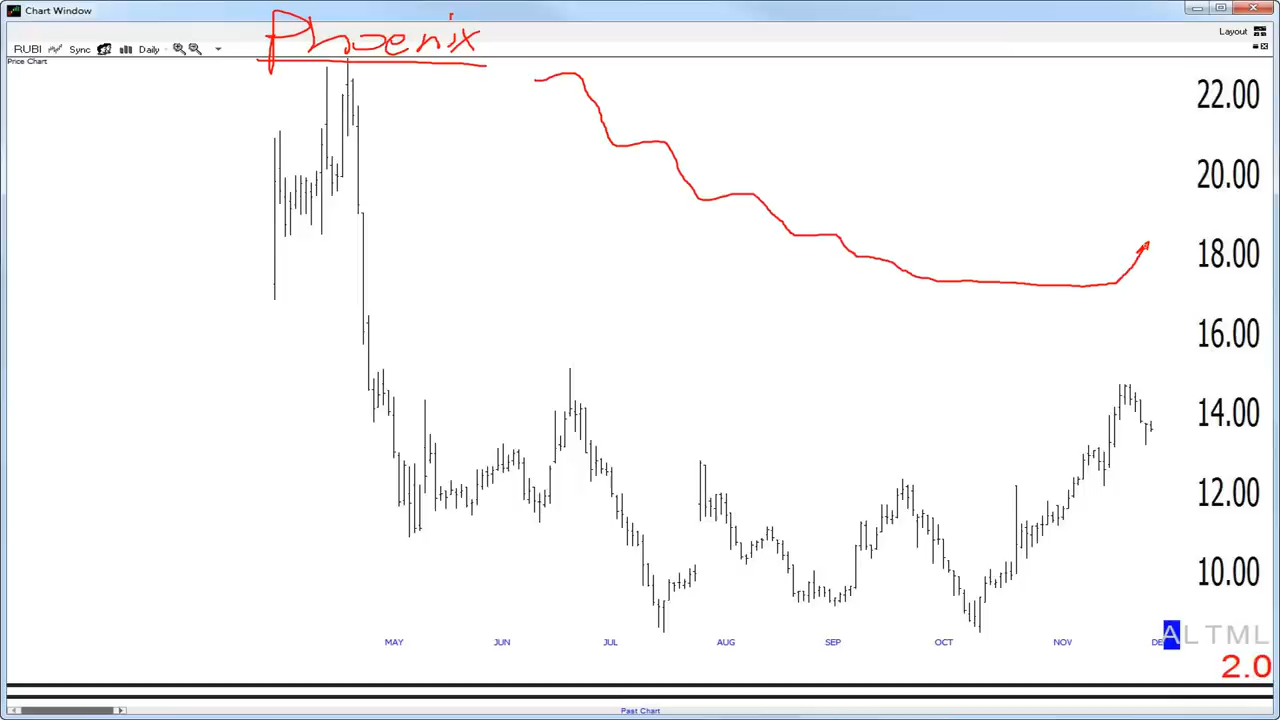 Chart Window
Phoenix
Layout
RUBI Sync Daily
Price Chart
22.00
20.00
18.00
16.00
14.00
12.00
10.00
MAY JUN JUL AUG SEP OCT NOV DE
ALTML
2.0
Past Chart